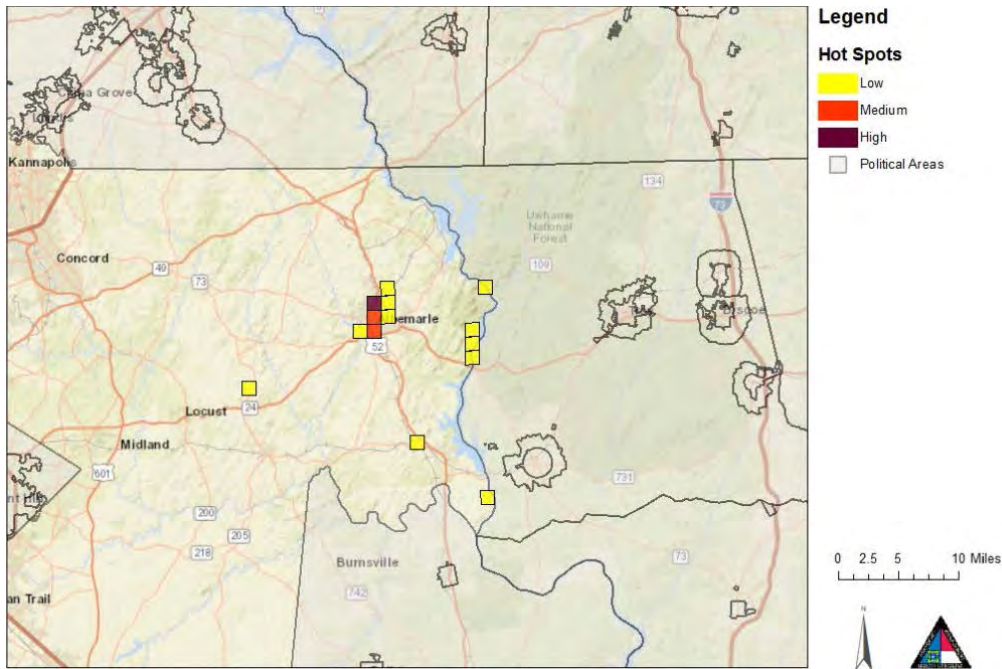 Legend
Hot Spots
Low
Medium
High
Political Areas
Kannapolis
134
73
Uwharrie
National
Forest
109
Concord
49
73
52
Locust
24
Midland
601
731
200
205
218
Burnsville
742
73
0 2.5 5 10 Miles
N